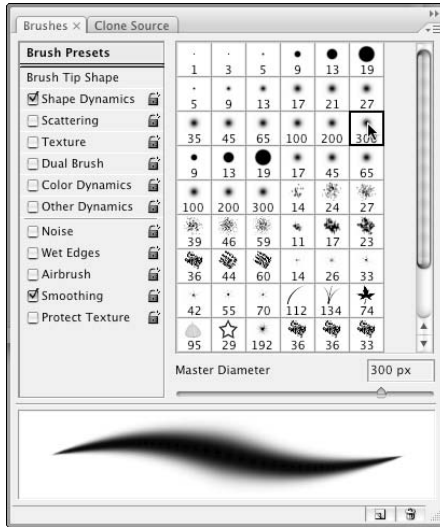 Brushes × Clone Source
Brush Presets
Brush Tip Shape
Shape Dynamics
Scattering
Texture
Dual Brush
Color Dynamics
Other Dynamics
Noise
Wet Edges
Airbrush
Smoothing
Protect Texture
1 3 5 9 13 19
5 9 13 17 21 27
35 45 65 100 200 300
9 13 19 17 45 65
100 200 300 14 24 27
39 46 59 11 17 23
36 44 60 14 26 33
42 55 70 112 134 74
95 29 192 36 36 33
Master Diameter 300 px